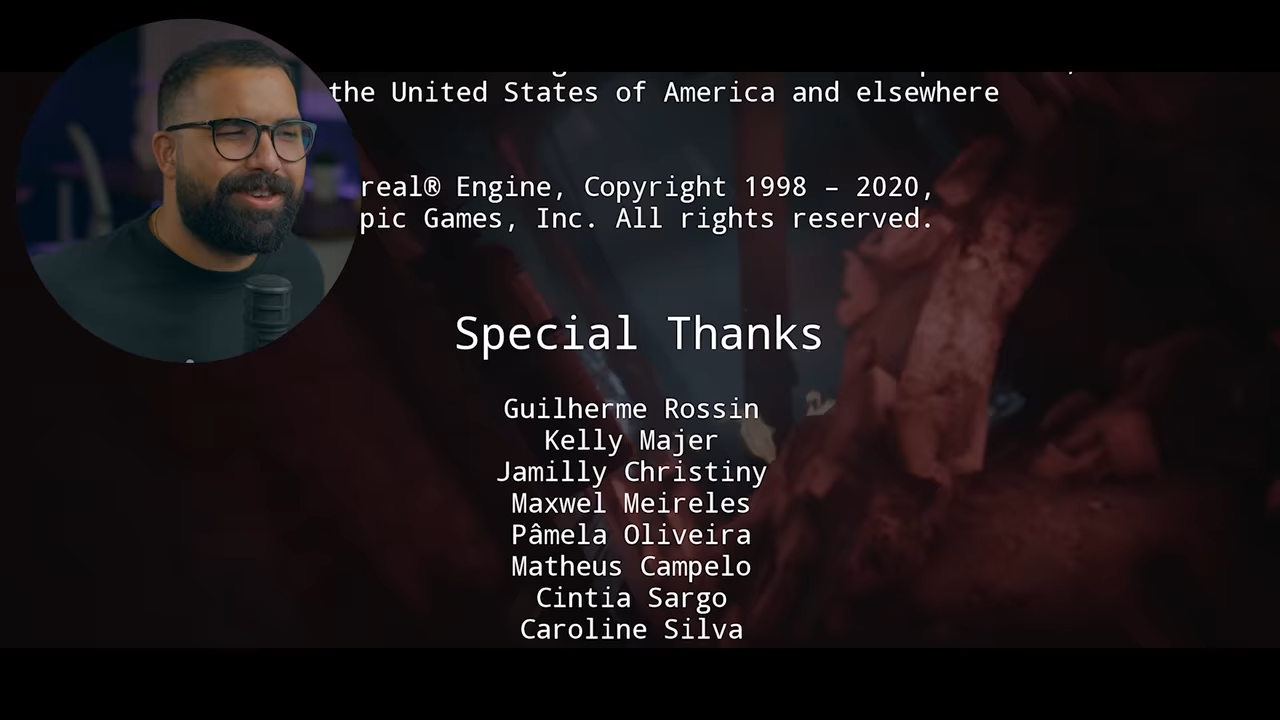 the United States of America and elsewhere
real® Engine, Copyright 1998 – 2020,
pic Games, Inc. All rights reserved.
Special Thanks
Guilherme Rossin
Kelly Majer
Jamilly Christiny
Maxwel Meireles
Pâmela Oliveira
Matheus Campelo
Cintia Sargo
Caroline Silva